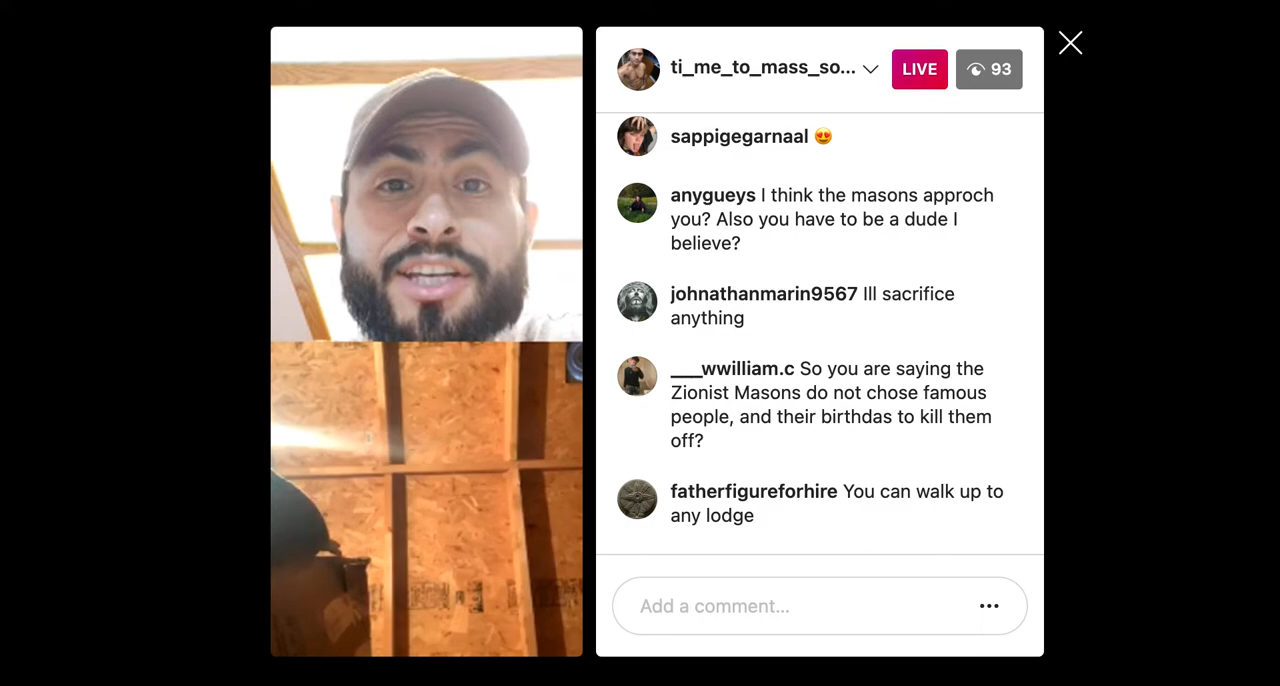 ti_me_to_mass_so...
LIVE
93
sappigegarnaal 😍
anygueys I think the masons approch
you? Also you have to be a dude I
believe?
johnathanmarin9567 Ill sacrifice
anything
___wwilliam.c So you are saying the
Zionist Masons do not chose famous
people, and their birthdas to kill them
off?
fatherfigureforhire You can walk up to
any lodge
Add a comment...